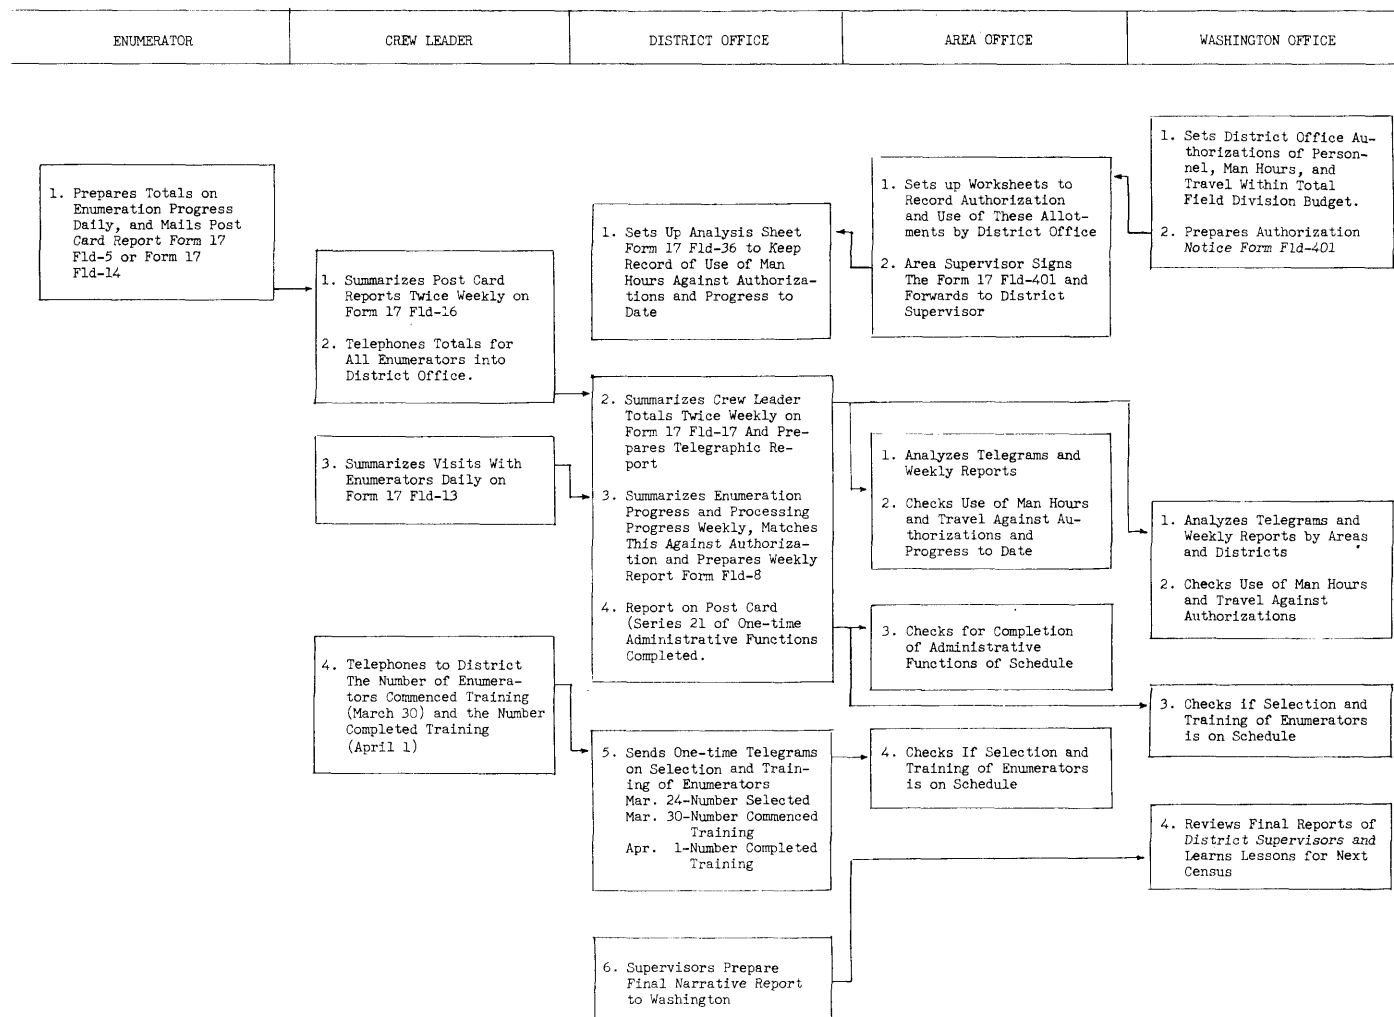 ENUMERATOR
CREW LEADER
DISTRICT OFFICE
AREA OFFICE
WASHINGTON OFFICE
1. Prepares Totals on
Enumeration Progress
Daily, and Mails Post
Card Report Form 17
Fld-5 or Form 17
Fld-14
1. Summarizes Post Card
Reports Twice Weekly on
Form 17 Fld-16
2. Telephones Totals for
All Enumerators into
District Office.
3. Summarizes Visits With
Enumerators Daily on
Form 17 Fld-13
4. Telephones to District
The Number of Enumera-
tors Commenced Training
(March 30) and the Number
Completed Training
(April 1)
1. Sets Up Analysis Sheet
Form 17 Fld-36 to Keep
Record of Use of Man
Hours Against Authoriza-
tions and Progress to
Date
2. Summarizes Crew Leader
Totals Twice Weekly on
Form 17 Fld-17 And Pre-
pares Telegraphic Re-
port
3. Summarizes Enumeration
Progress and Processing
Progress Weekly, Matches
This Against Authoriza-
tion and Prepares Weekly
Report Form Fld-8
4. Report on Post Card
(Series 21 of One-time
Administrative Functions
Completed.
5. Sends One-time Telegrams
on Selection and Train-
ing of Enumerators
Mar. 24-Number Selected
Mar. 30-Number Commenced
Training
Apr. 1-Number Completed
Training
6. Supervisors Prepare
Final Narrative Report
to Washington
1. Sets up Worksheets to
Record Authorization
and Use of These Allot-
ments by District Office
2. Area Supervisor Signs
The Form 17 Fld-401 and
Forwards to District
Supervisor
1. Analyzes Telegrams and
Weekly Reports
2. Checks Use of Man Hours
and Travel Against Au-
thorizations and
Progress to Date
3. Checks for Completion
of Administrative
Functions of Schedule
4. Checks If Selection and
Training of Enumerators
is on Schedule
1. Sets District Office Au-
thorizations of Person-
nel, Man Hours, and
Travel Within Total
Field Division Budget.
2. Prepares Authorization
Notice Form Fld-401
1. Analyzes Telegrams and
Weekly Reports by Areas
and Districts
2. Checks Use of Man Hours
and Travel Against
Authorizations
3. Checks if Selection and
Training of Enumerators
is on Schedule
4. Reviews Final Reports of
District Supervisors and
Learns Lessons for Next
Census